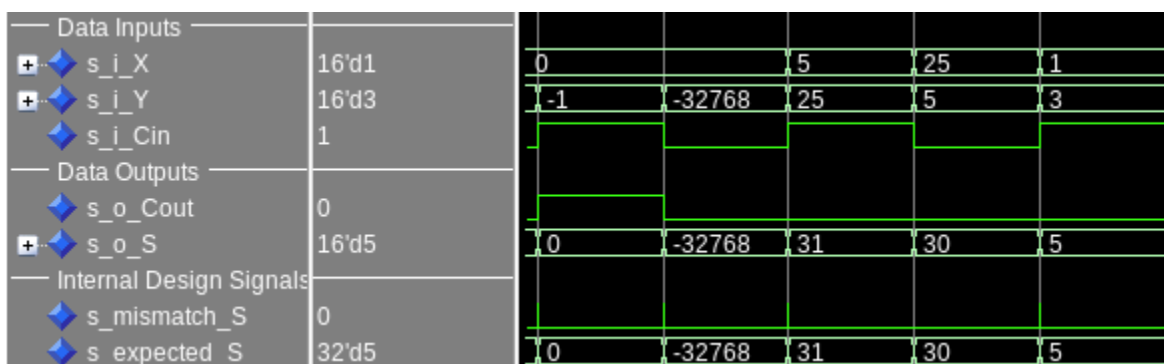 Data Inputs
s_i_X 16'd1 0 5 25 1
s_i_Y 16'd3 -1 -32768 25 5 3
s_i_Cin 1
Data Outputs
s_o_Cout 0
s_o_S 16'd5 0 -32768 31 30 5
Internal Design Signals
s_mismatch_S 0
s_expected_S 32'd5 0 -32768 31 30 5